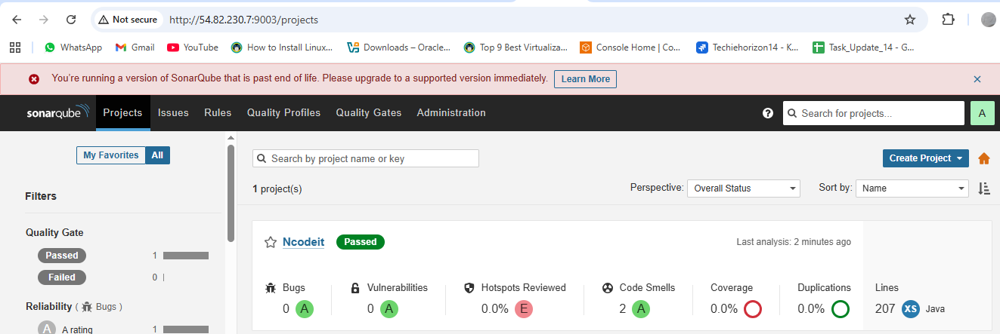 Not secure http://54.82.230.7:9003/projects
WhatsApp Gmail YouTube How to Install Linux... Downloads – Oracle... Top 9 Best Virtualiza... Console Home | Co... Techiehorizon14 - K... Task_Update_14 - G...
You're running a version of SonarQube that is past end of life. Please upgrade to a supported version immediately. Learn More
sonarqube Projects Issues Rules Quality Profiles Quality Gates Administration Search for projects... A
My Favorites All
Search by project name or key
Create Project
1 project(s)
Perspective: Overall Status Sort by: Name
Filters
Quality Gate
Passed 1
Failed 0
Reliability ( Bugs )
A A rating 1
Ncodeit Passed Last analysis: 2 minutes ago
Bugs Vulnerabilities Hotspots Reviewed Code Smells Coverage Duplications Lines
0 A 0 A 0.0% E 2 A 0.0% 0.0% 207 XS Java